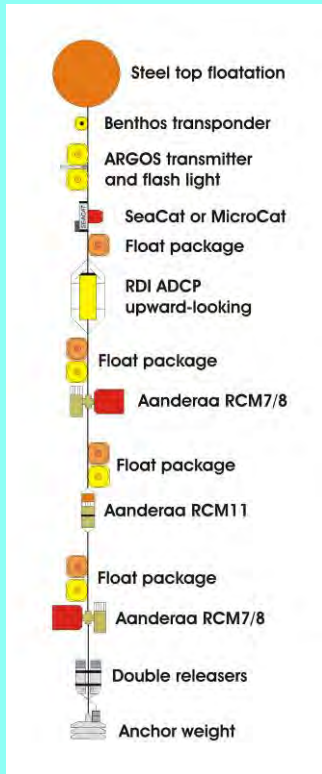 Steel top floatation
Benthos transponder
ARGOS transmitter
and flash light
SEACAT
SeaCat or MicroCat
Float package
RDI ADCP
upward-looking
Float package
Aanderaa RCM7/8
Float package
Aanderaa RCM11
Float package
Aanderaa RCM7/8
Double releasers
Anchor weight